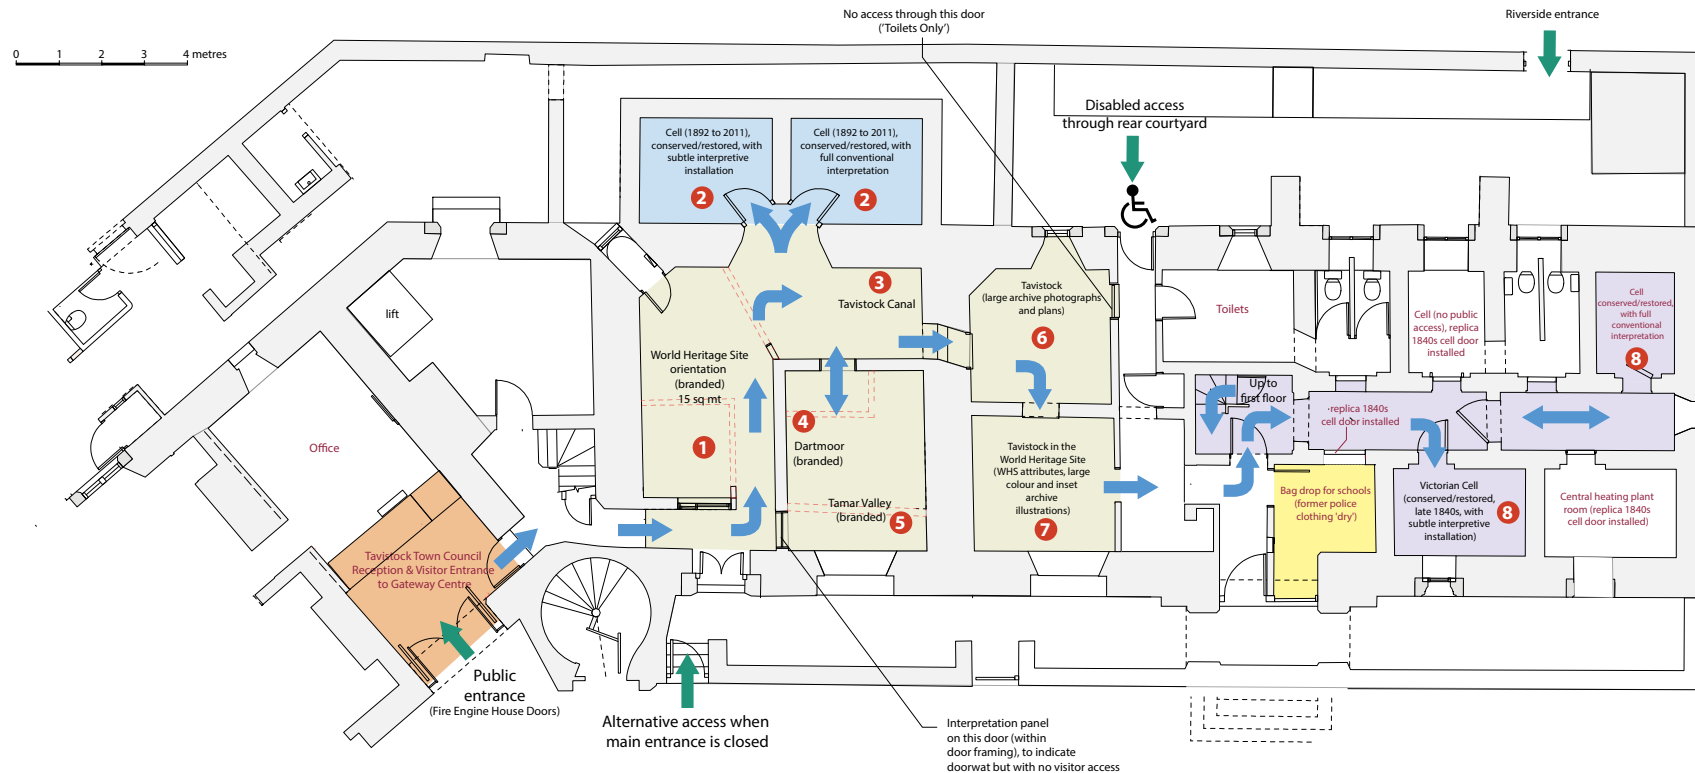 No access through this door
('Toilets Only')
Riverside entrance
0 1 2 3 4 metres
Disabled access
through rear courtyard
Cell (1892 to 2011),
conserved/restored, with
subtle interpretive
installation
2
Cell (1892 to 2011),
conserved/restored, with
full conventional
interpretation
2
lift
3
Tavistock Canal
World Heritage Site
orientation
(branded)
15 sq mt
1
4
Dartmoor
(branded)
Tamar Valley
(branded)
5
Tavistock
(large archive photographs
and plans)
6
Tavistock in the
World Heritage Site
(WHS attributes, large
colour and inset
archive
illustrations)
7
Toilets
Cell (no public
access), replica
1840s cell door
installed
Cell
conserved/restored,
with full
conventional
interpretation
8
Up to
first floor
replica 1840s
cell door installed
Bag drop for schools
(former police
clothing 'dry')
Victorian Cell
(conserved/restored,
late 1840s, with
subtle interpretive
installation)
8
Central heating plant
room (replica 1840s
cell door installed)
Office
Tavistock Town Council
Reception & Visitor Entrance
to Gateway Centre
Public
entrance
(Fire Engine House Doors)
Alternative access when
main entrance is closed
Interpretation panel
on this door (within
door framing), to indicate
doorwat but with no visitor access